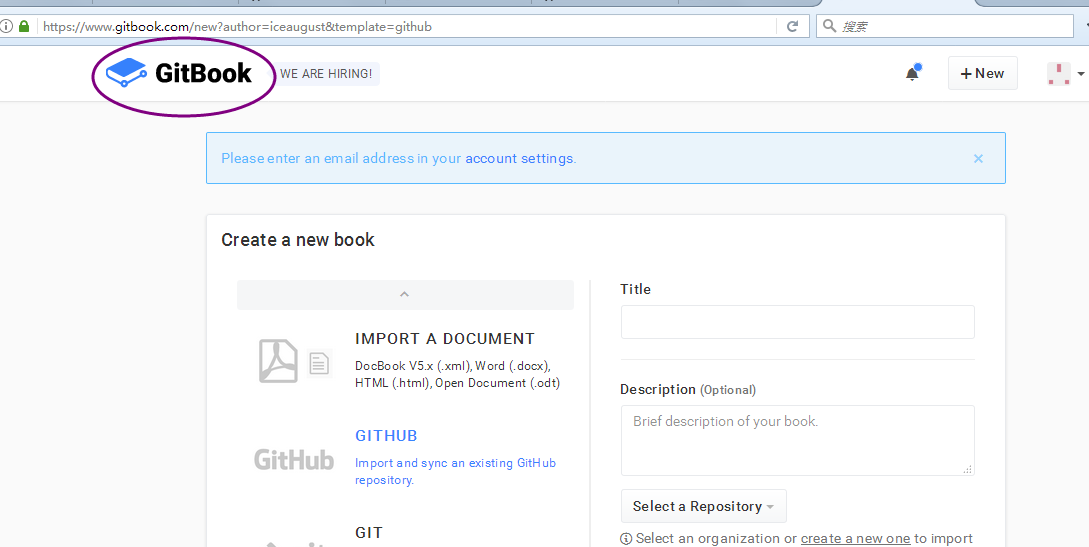 https://www.gitbook.com/new?author=iceaugust&template=github
搜索
GitBook
WE ARE HIRING!
+ New
Please enter an email address in your account settings.
Create a new book
IMPORT A DOCUMENT
DocBook V5.x (.xml), Word (.docx),
HTML (.html), Open Document (.odt)
GitHub
GITHUB
Import and sync an existing GitHub
repository.
GIT
Title
Description (Optional)
Brief description of your book.
Select a Repository
Select an organization or create a new one to import